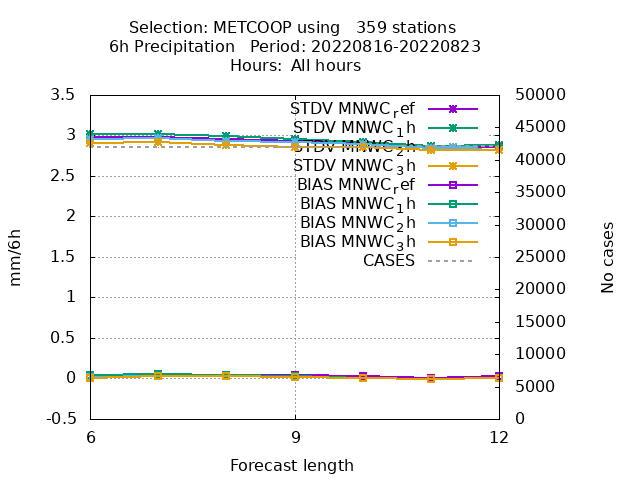 Selection: METCOOP using   359 stations
6h Precipitation   Period: 20220816-20220823
Hours:  All hours
3.5
3
2.5
2
1.5
1
0.5
0
-0.5
mm/6h
STDV MNWC_ref
STDV MNWC_1h
STDV MNWC_2h
STDV MNWC_3h
BIAS MNWC_ref
BIAS MNWC_1h
BIAS MNWC_2h
BIAS MNWC_3h
CASES
50000
45000
40000
35000
30000
25000
20000
15000
10000
5000
0
No cases
6 9 12
Forecast length